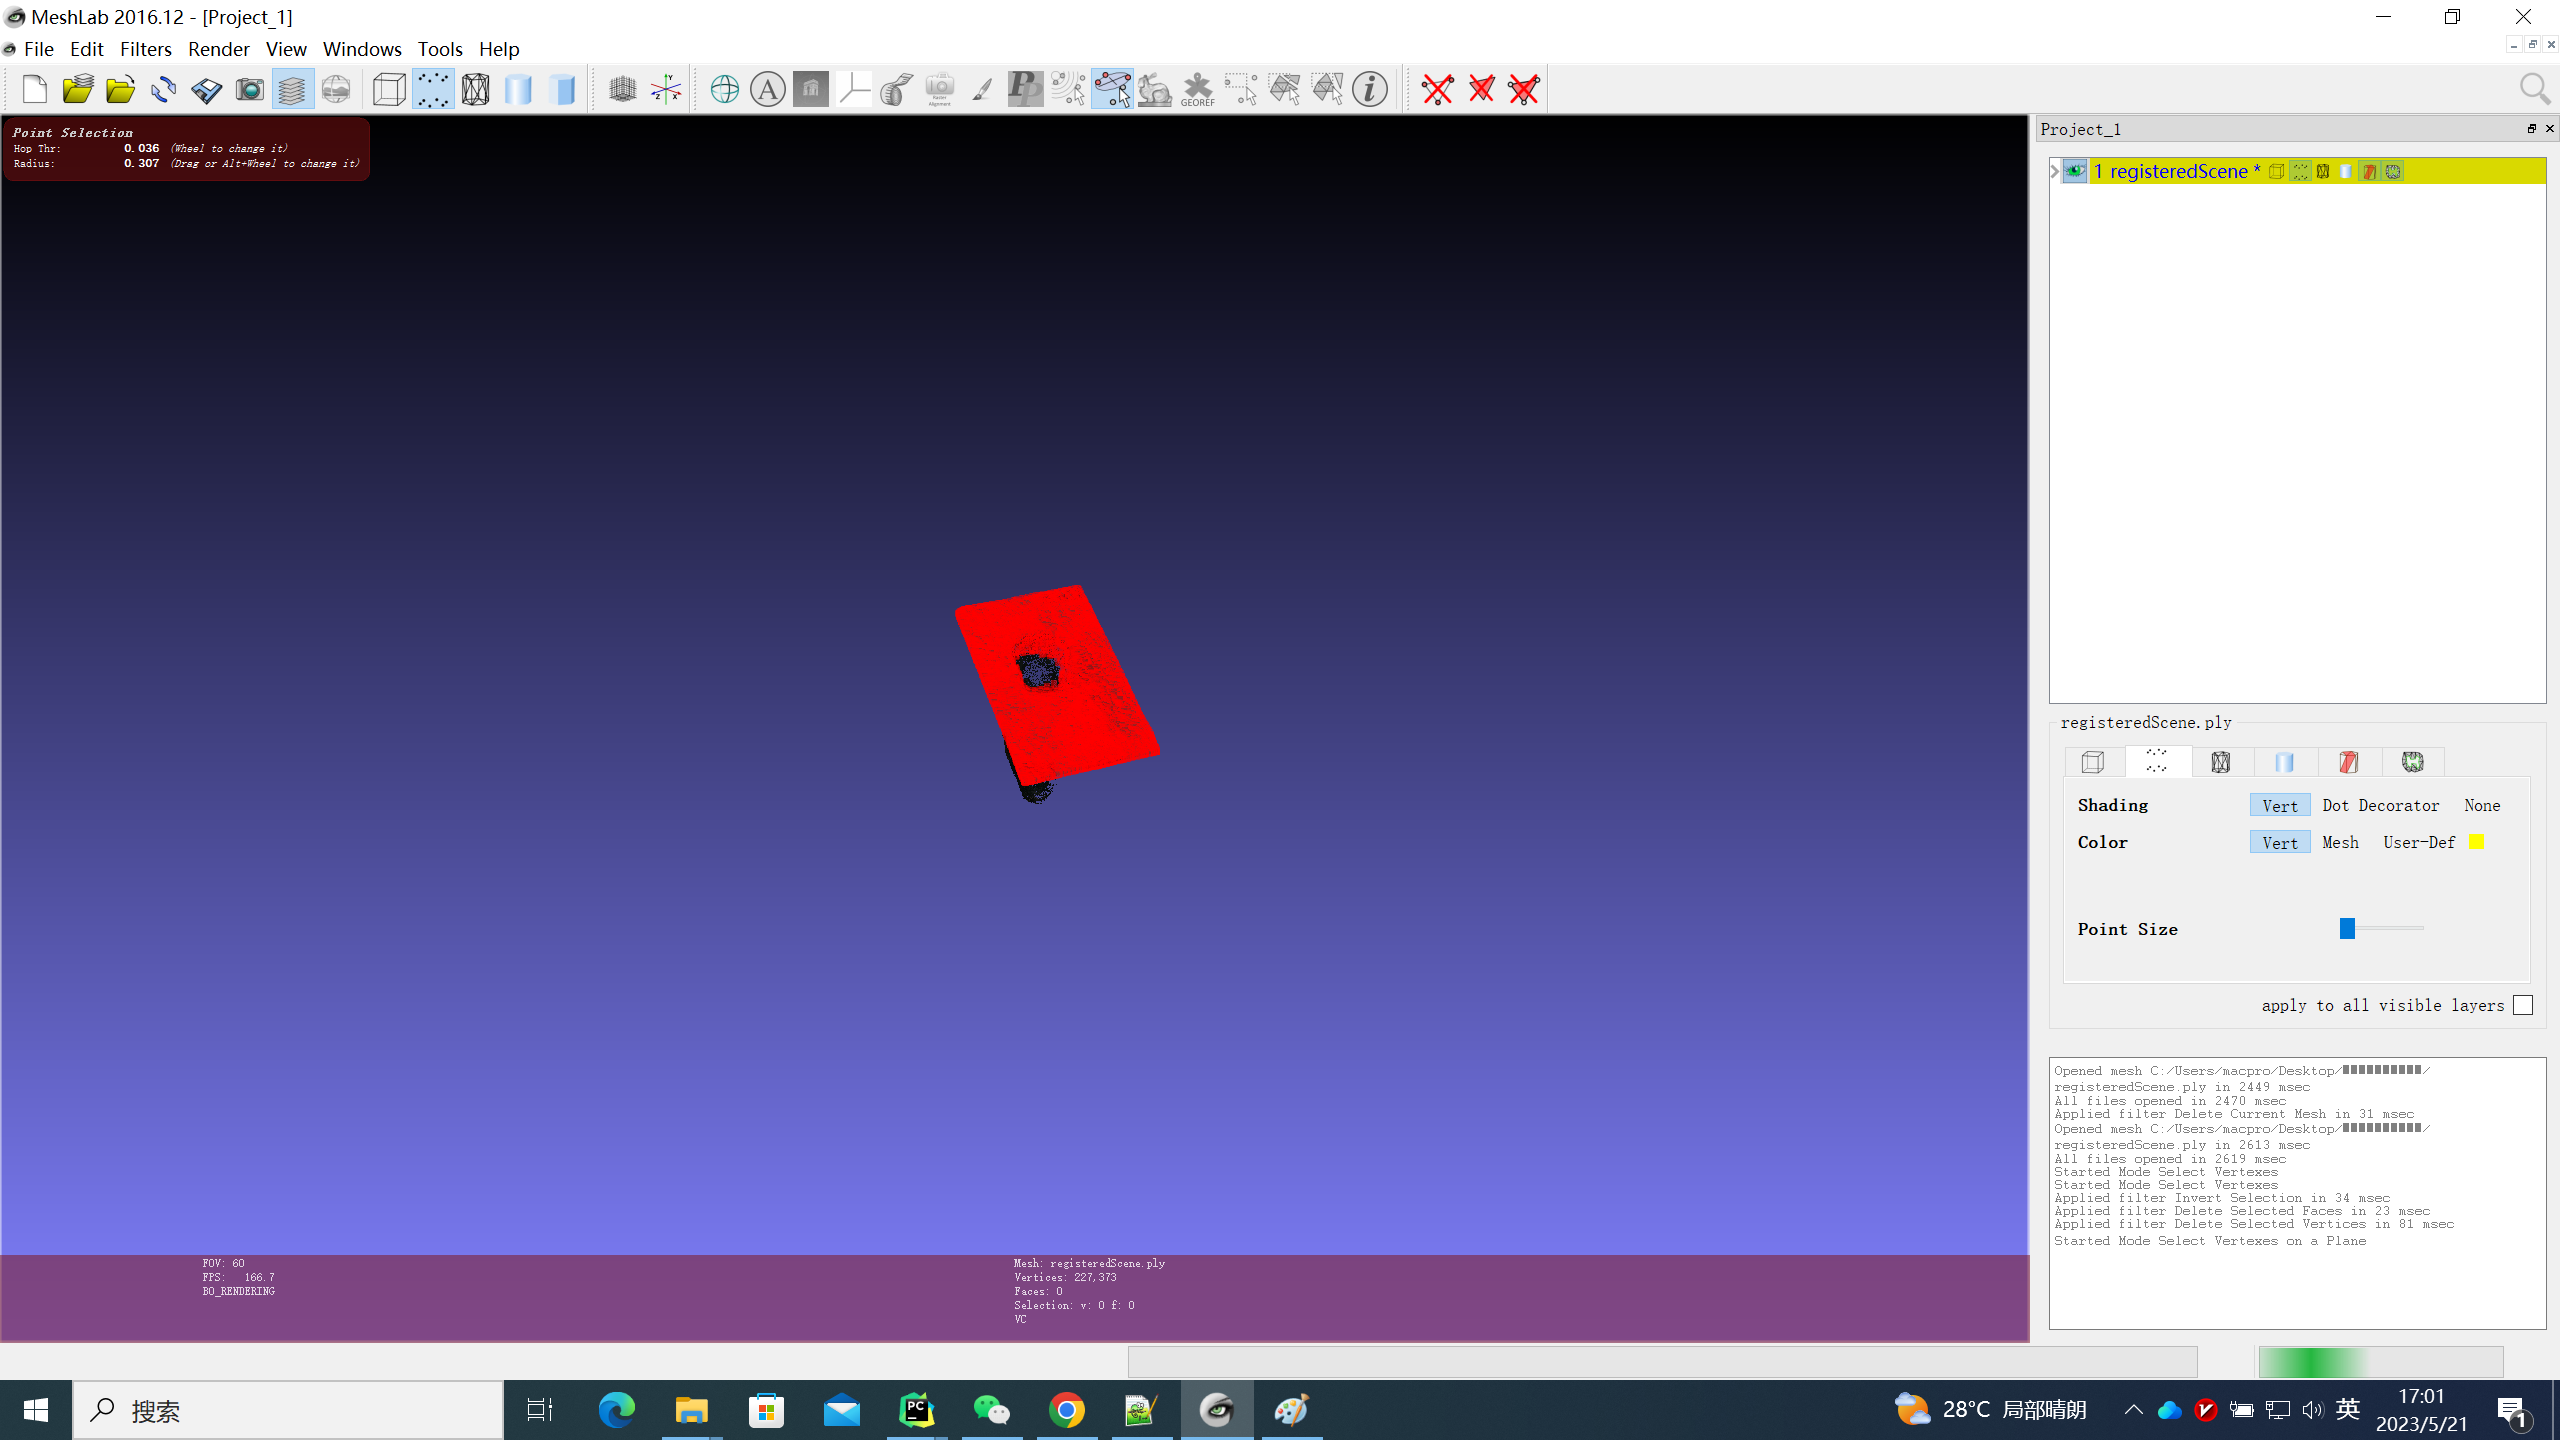 MeshLab 2016.12 - [Project_1]
File Edit Filters Render View Windows Tools Help
A
Raster Alignment
PP
GEOREF
i
Y
Z X
Point Selection
Hop Thr: 0.036 (Wheel to change it)
Radius: 0.307 (Drag or Alt+Wheel to change it)
Project_1
1 registeredScene *
registeredScene.ply
Shading Vert Dot Decorator None
Color Vert Mesh User-Def
Point Size
apply to all visible layers
Opened mesh C:/Users/macpro/Desktop/▮▮▮▮▮▮▮▮▮▮/
registeredScene.ply in 2449 msec
All files opened in 2470 msec
Applied filter Delete Current Mesh in 31 msec
Opened mesh C:/Users/macpro/Desktop/▮▮▮▮▮▮▮▮▮▮/
registeredScene.ply in 2613 msec
All files opened in 2619 msec
Started Mode Select Vertexes
Started Mode Select Vertexes
Applied filter Invert Selection in 34 msec
Applied filter Delete Selected Faces in 23 msec
Applied filter Delete Selected Vertices in 81 msec
Started Mode Select Vertexes on a Plane
FOV: 60
FPS: 166.7
BO_RENDERING
Mesh: registeredScene.ply
Vertices: 227,373
Faces: 0
Selection: v: 0 f: 0
VC
搜索
PC
28°C 局部晴朗
英
17:01
2023/5/21
1